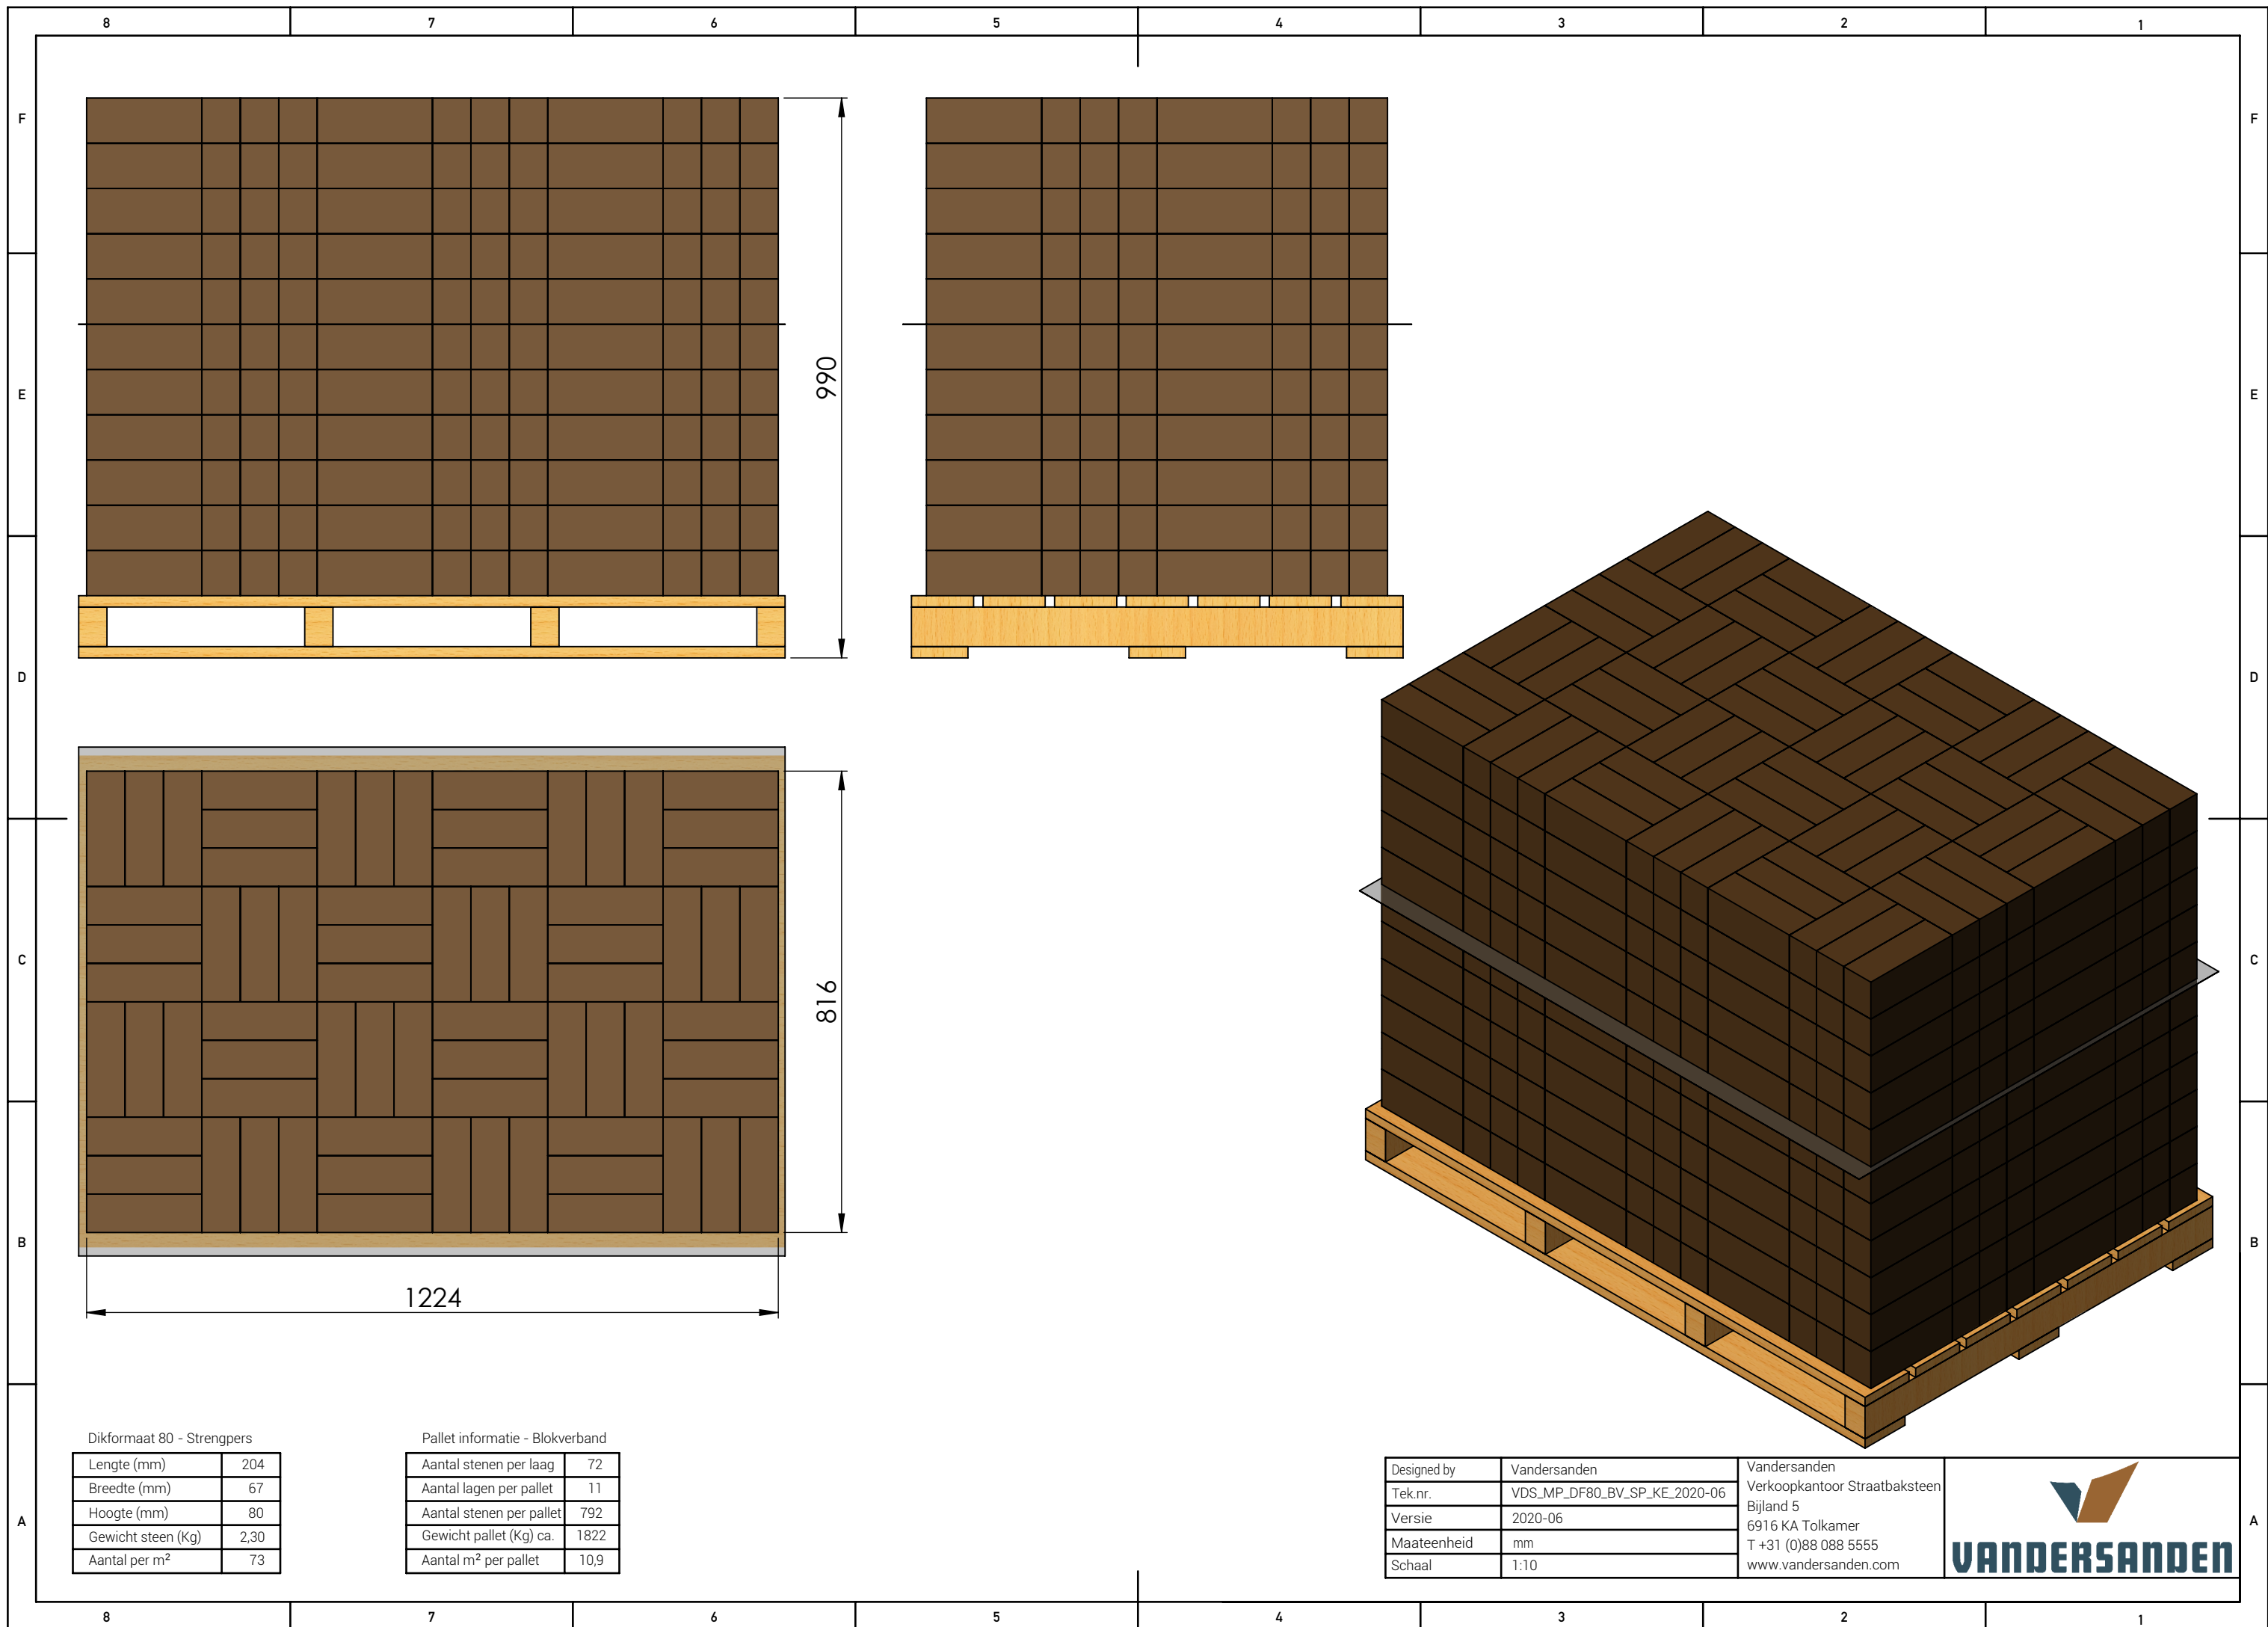 8 7 6 5 4 3 2 1
F F
E E
D D
C C
B B
A A
990
816
1224
Dikformaat 80 - Strengpers
Lengte (mm) 204
Breedte (mm) 67
Hoogte (mm) 80
Gewicht steen (Kg) 2,30
Aantal per m² 73
Pallet informatie - Blokverband
Aantal stenen per laag 72
Aantal lagen per pallet 11
Aantal stenen per pallet 792
Gewicht pallet (Kg) ca. 1822
Aantal m² per pallet 10,9
Designed by Vandersanden
Tek.nr. VDS_MP_DF80_BV_SP_KE_2020-06
Versie 2020-06
Maateenheid mm
Schaal 1:10
Vandersanden
Verkoopkantoor Straatbaksteen
Bijland 5
6916 KA Tolkamer
T +31 (0)88 088 5555
www.vandersanden.com
VANDERSANDEN
8 7 6 5 4 3 2 1